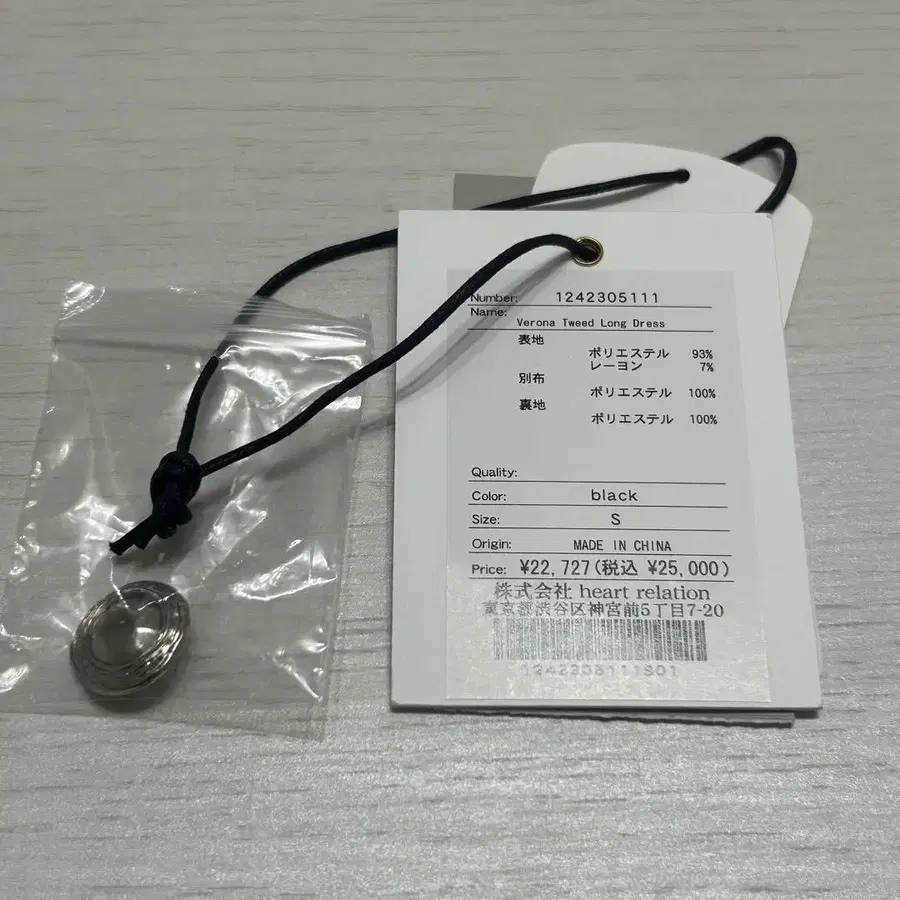 Number: 1242305111
Name:
Verona Tweed Long Dress
表地
ポリエステル 93%
レーヨン 7%
別布
ポリエステル 100%
裏地
ポリエステル 100%
Quality:
Color: black
Size: S
Origin: MADE IN CHINA
Price: ¥22,727(税込 ¥25,000)
株式会社 heart relation
東京都渋谷区神宮前5丁目7-20
1242305111S01